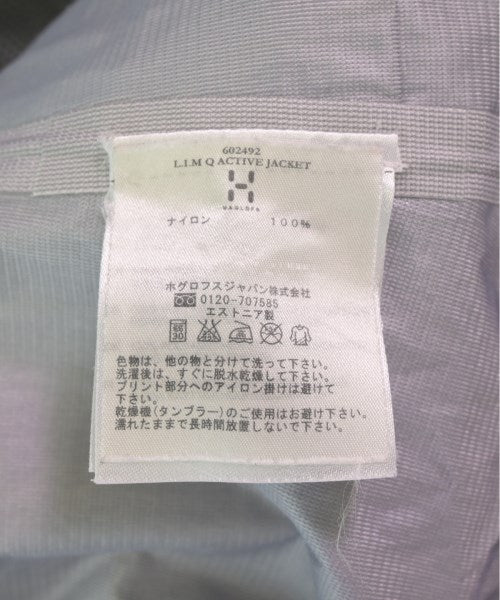 602492
L.I.M Q ACTIVE JACKET
HAGLÖFS
ナイロン 100%
ホグロフスジャパン株式会社
0120-707585
エストニア製
30
色物は、他の物と分けて洗って下さい。
洗濯後は、すぐに脱水乾燥して下さい。
プリント部分へのアイロン掛けは避けて
下さい。
乾燥機(タンブラー)のご使用はお避け下さい。
濡れたままで長時間放置しないで下さい。